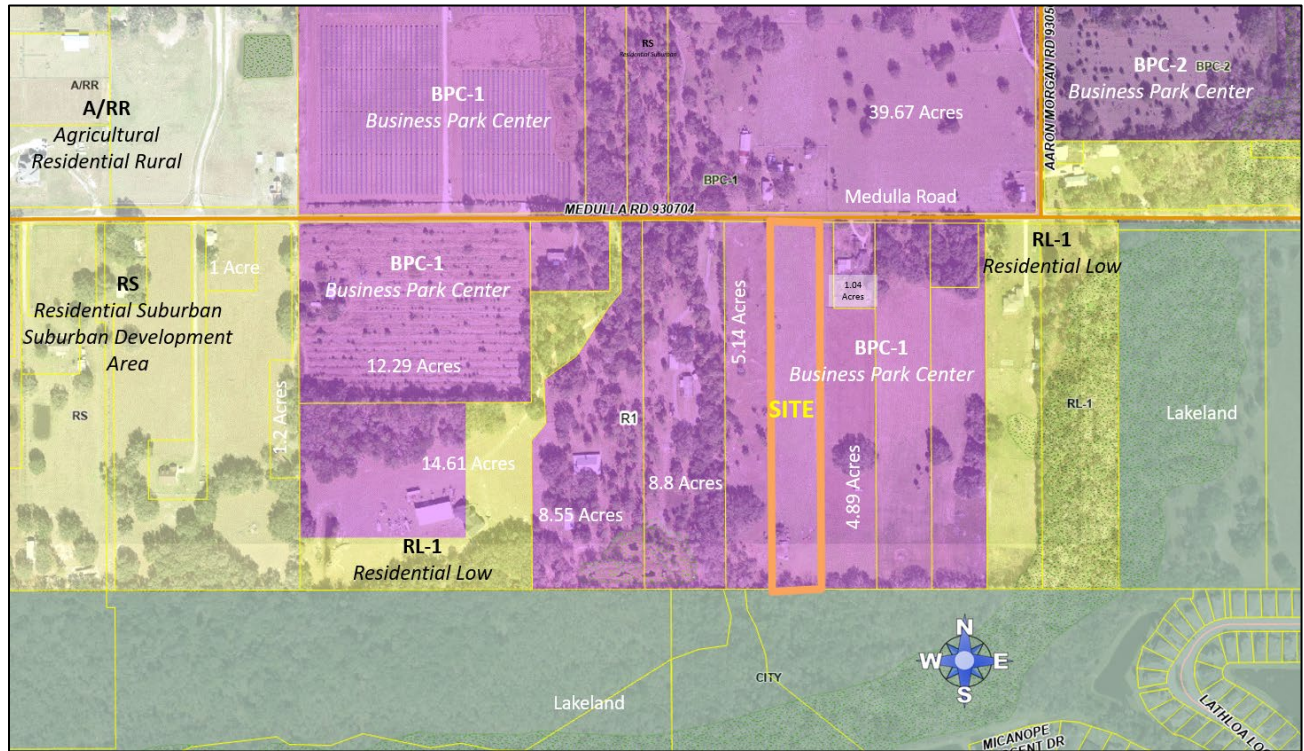 A/RR
A/RR
Agricultural
Residential Rural
BPC-1
Business Park Center
RS
Residential Suburban
BPC-1
39.67 Acres
AARON MORGAN RD 9305
BPC-2
BPC-2
Business Park Center
MEDULLA RD 930704
Medulla Road
RS
Residential Suburban
Suburban Development
Area
RS
1 Acre
1.2 Acres
BPC-1
Business Park Center
12.29 Acres
14.61 Acres
RL-1
Residential Low
R1
8.55 Acres
8.8 Acres
5.14 Acres
SITE
1.04
Acres
BPC-1
Business Park Center
4.89 Acres
RL-1
Residential Low
RL-1
Lakeland
Lakeland
CITY
N
W
E
S
MICANOPE
GENT DR
LATHLOA LOO